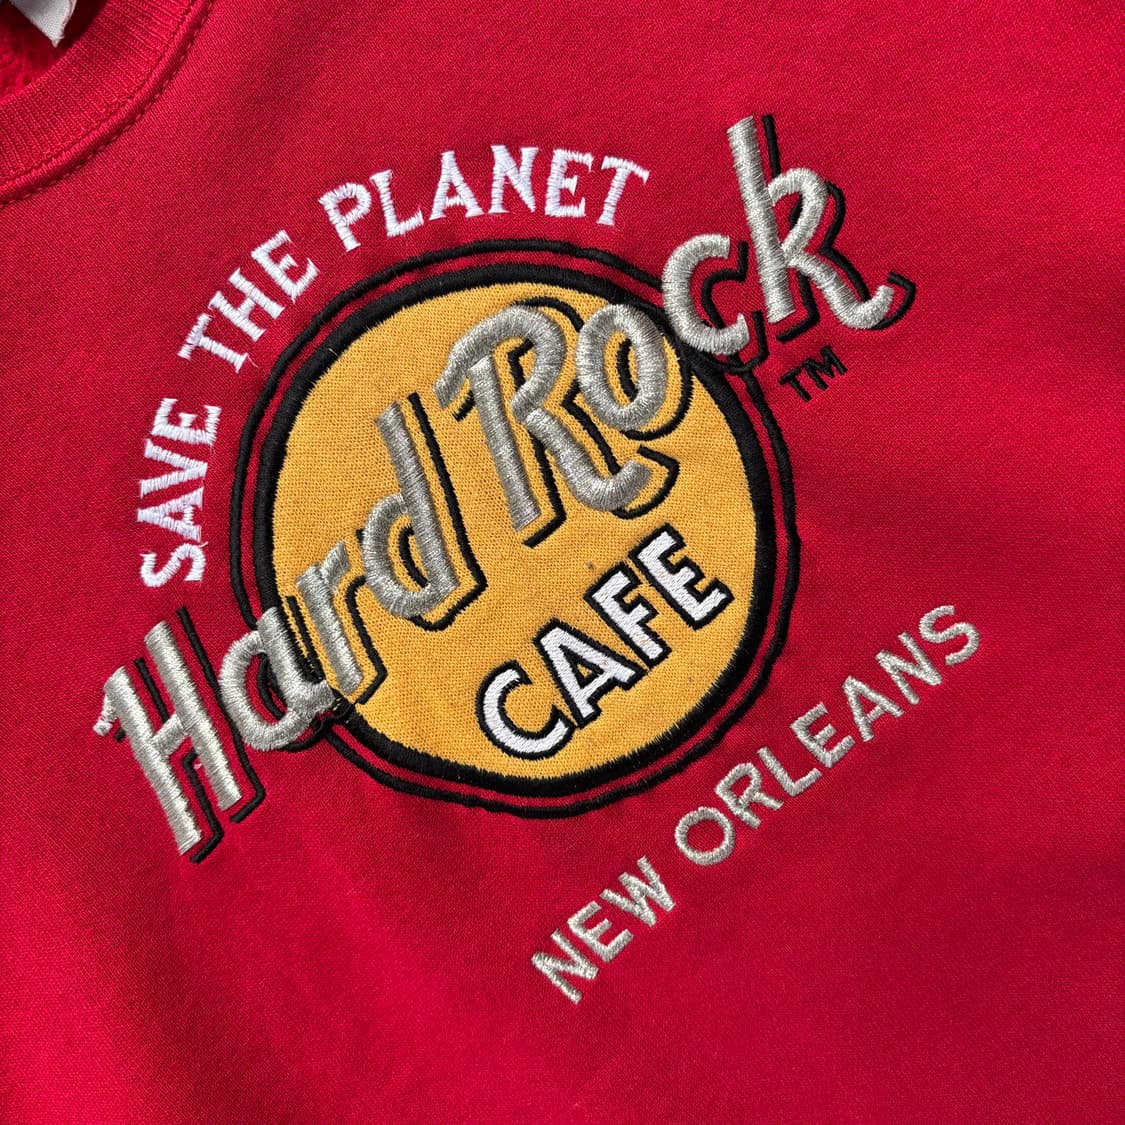 SAVE THE PLANET
Hard Rock
TM
CAFE
NEW ORLEANS